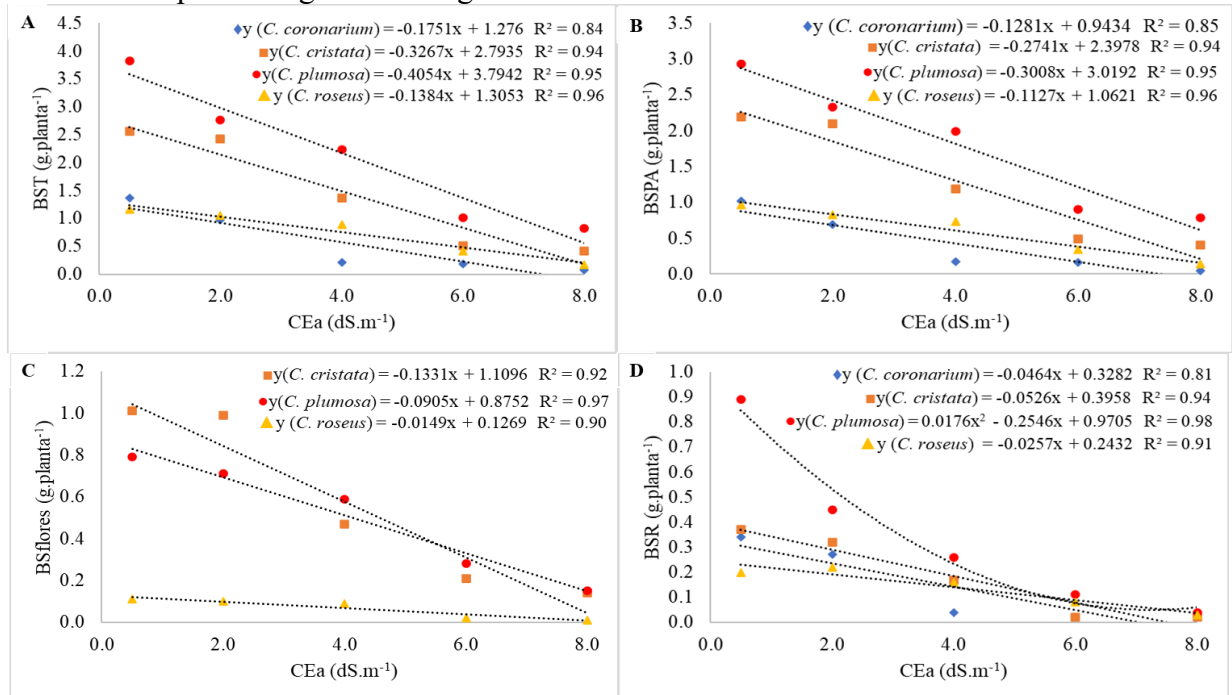 A
y (C. coronarium) = -0.1751x + 1.276 R² = 0.84
y(C. cristata) = -0.3267x + 2.7935 R² = 0.94
y(C. plumosa) = -0.4054x + 3.7942 R² = 0.95
y (C. roseus) = -0.1384x + 1.3053 R² = 0.96
BST (g.planta⁻¹)
4.5
4.0
3.5
3.0
2.5
2.0
1.5
1.0
0.5
0.0
0.0 2.0 4.0 6.0 8.0
CEa (dS.m⁻¹)
B
y (C. coronarium) = -0.1281x + 0.9434 R² = 0.85
y(C. cristata) = -0.2741x + 2.3978 R² = 0.94
y(C. plumosa) = -0.3008x + 3.0192 R² = 0.95
y (C. roseus) = -0.1127x + 1.0621 R² = 0.96
BSPA (g.planta⁻¹)
3.5
3.0
2.5
2.0
1.5
1.0
0.5
0.0
0.0 2.0 4.0 6.0 8.0
CEa (dS.m⁻¹)
C
y(C. cristata) = -0.1331x + 1.1096 R² = 0.92
y(C. plumosa) = -0.0905x + 0.8752 R² = 0.97
y (C. roseus) = -0.0149x + 0.1269 R² = 0.90
BSflores (g.planta⁻¹)
1.2
1.0
0.8
0.6
0.4
0.2
0.0
0.0 2.0 4.0 6.0 8.0
CEa (dS.m⁻¹)
D
y (C. coronarium) = -0.0464x + 0.3282 R² = 0.81
y(C. cristata) = -0.0526x + 0.3958 R² = 0.94
y(C. plumosa) = 0.0176x² - 0.2546x + 0.9705 R² = 0.98
y (C. roseus) = -0.0257x + 0.2432 R² = 0.91
BSR (g.planta⁻¹)
1.0
0.9
0.8
0.7
0.6
0.5
0.4
0.3
0.2
0.1
0.0
0.0 2.0 4.0 6.0 8.0
CEa (dS.m⁻¹)